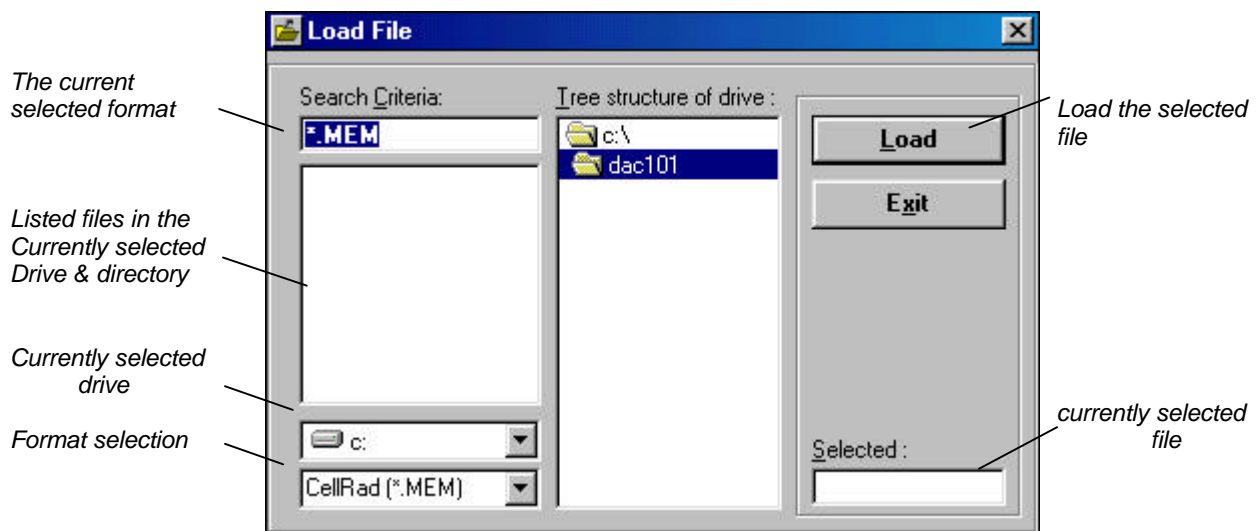 Load File
The current
selected format
Search Criteria:
*.MEM
Tree structure of drive :
c:\
dac101
Load
Exit
Load the selected
file
Listed files in the
Currently selected
Drive & directory
Currently selected
drive
c:
Format selection
CellRad (*.MEM)
Selected :
currently selected
file